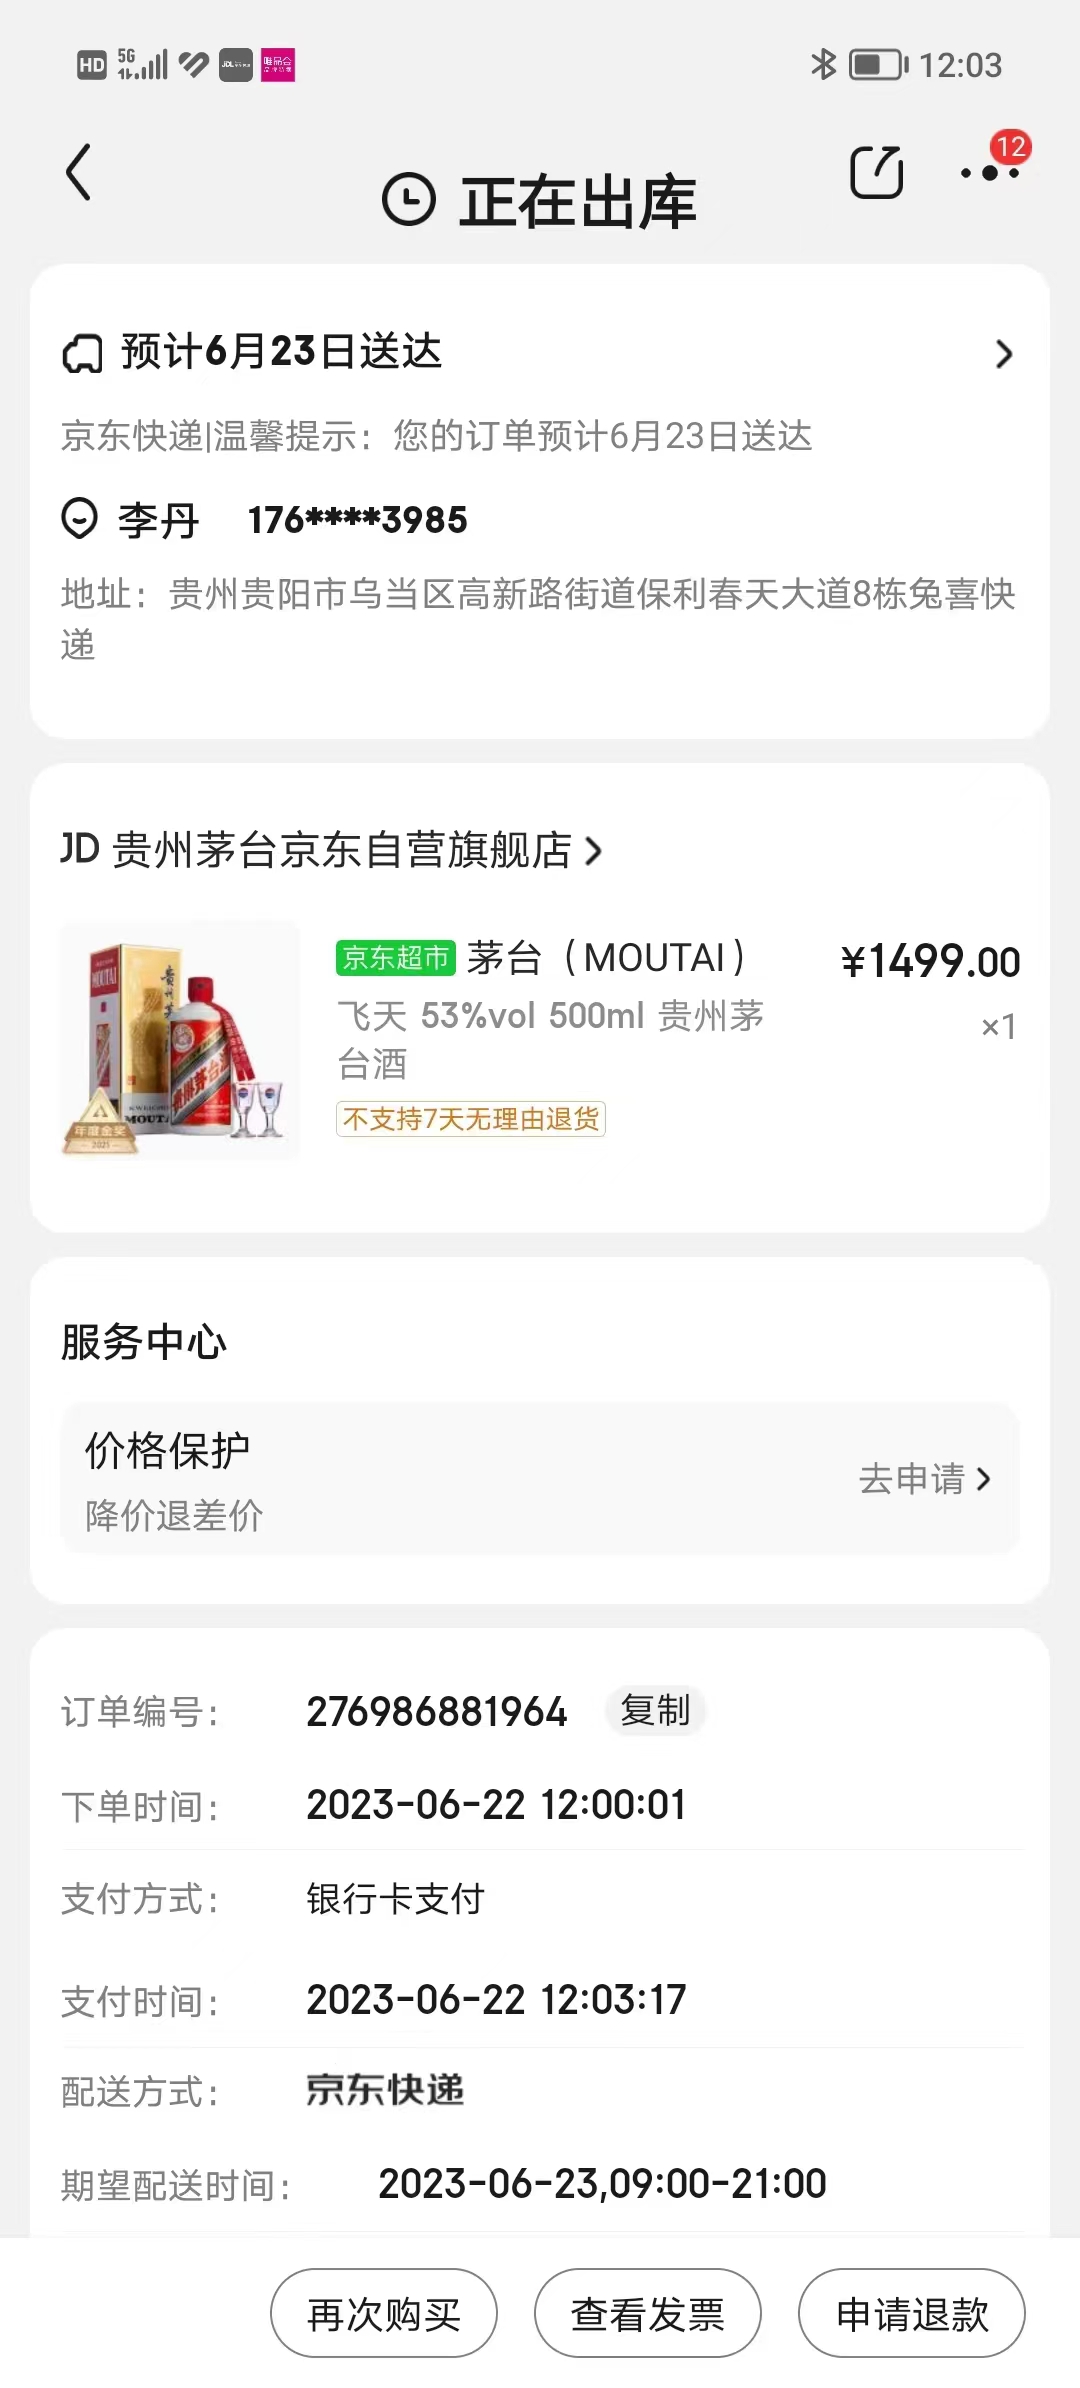 HD 5G 12:03
12
正在出库
预计6月23日送达
京东快递|温馨提示：您的订单预计6月23日送达
李丹 176****3985
地址：贵州贵阳市乌当区高新路街道保利春天大道8栋兔喜快
递
JD 贵州茅台京东自营旗舰店
京东超市 茅台（MOUTAI） ¥1499.00
飞天 53%vol 500ml 贵州茅 ×1
台酒
不支持7天无理由退货
MOUTAI
贵州茅台酒
年度金奖
服务中心
价格保护
降价退差价
去申请
订单编号： 276986881964 复制
下单时间： 2023-06-22 12:00:01
支付方式： 银行卡支付
支付时间： 2023-06-22 12:03:17
配送方式： 京东快递
期望配送时间： 2023-06-23,09:00-21:00
再次购买 查看发票 申请退款